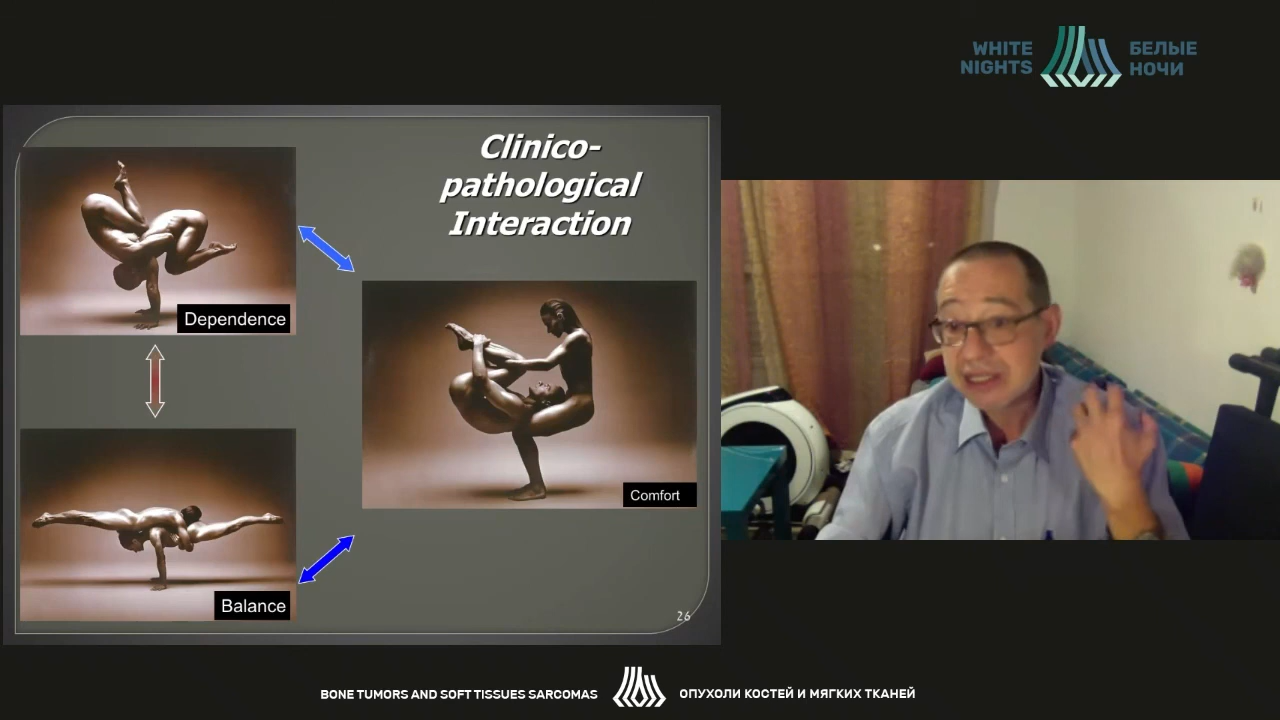 WHITE
NIGHTS
БЕЛЫЕ
НОЧИ
Clinico-
pathological
Interaction
Dependence
Comfort
Balance
26
BONE TUMORS AND SOFT TISSUES SARCOMAS
ОПУХОЛИ КОСТЕЙ И МЯГКИХ ТКАНЕЙ